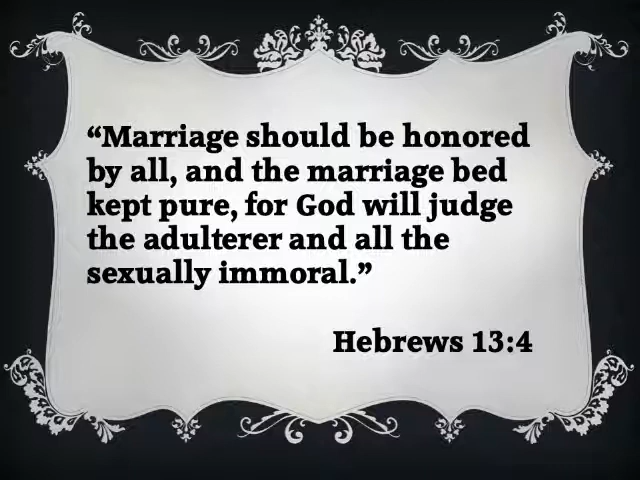 “Marriage should be honored
by all, and the marriage bed
kept pure, for God will judge
the adulterer and all the
sexually immoral.”
Hebrews 13:4